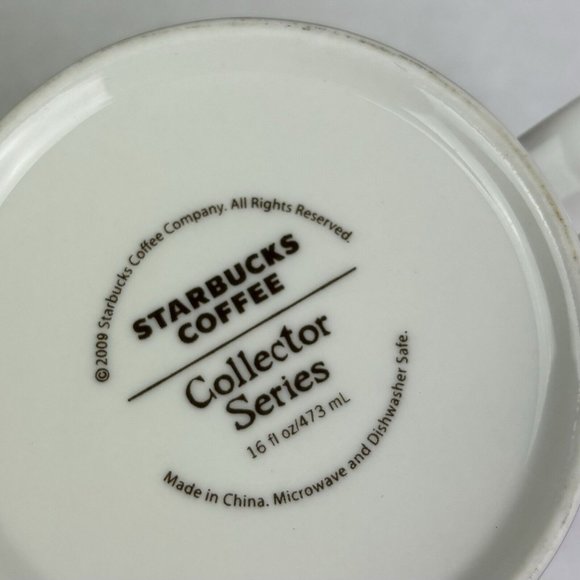 © 2009 Starbucks Coffee Company. All Rights Reserved.
STARBUCKS
COFFEE
Collector
Series
16 fl oz/473 mL
Made in China. Microwave and Dishwasher Safe.